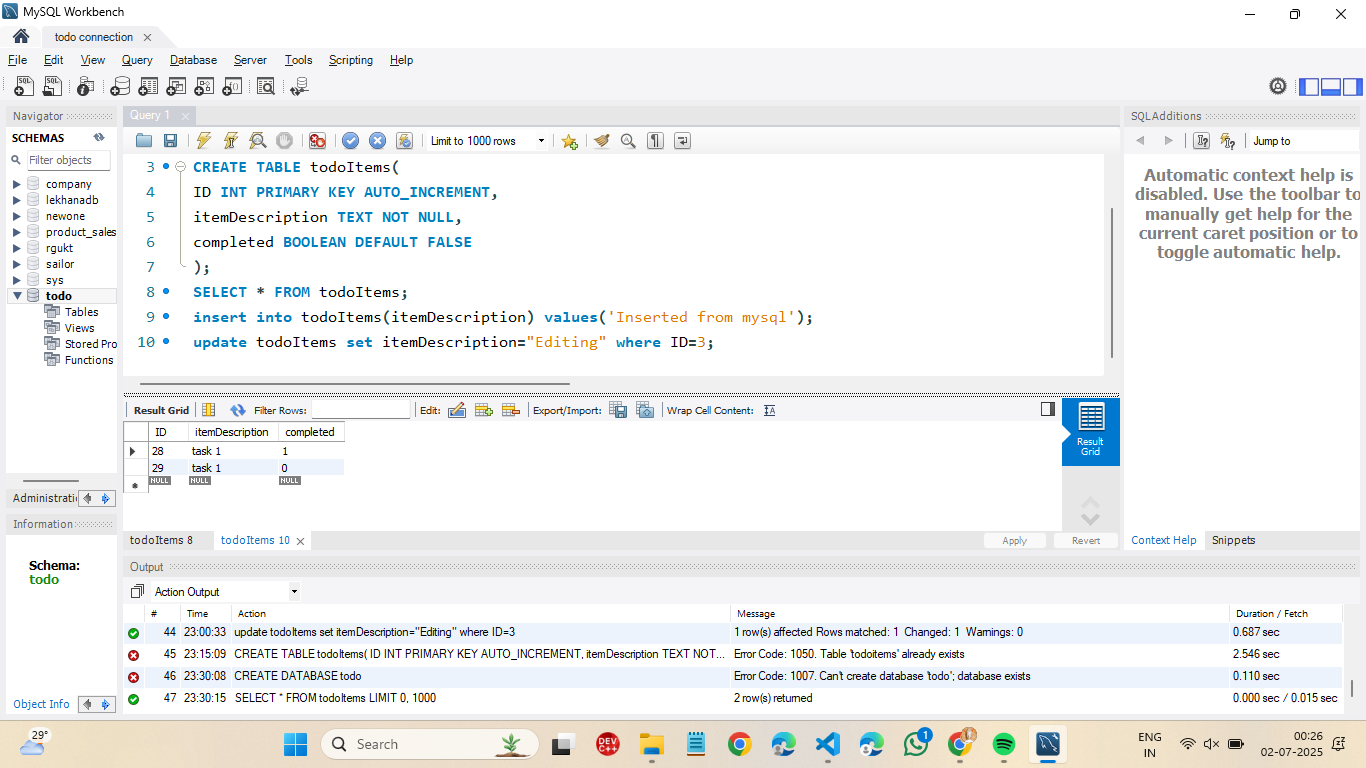 MySQL Workbench
todo connection
File Edit View Query Database Server Tools Scripting Help
Navigator
SCHEMAS
Filter objects
company
lekhanadb
newone
product_sales
rgukt
sailor
sys
todo
Tables
Views
Stored Pro
Functions
Administrati
Information
Schema:
todo
Object Info
Query 1
Limit to 1000 rows
3 CREATE TABLE todoItems(
4 ID INT PRIMARY KEY AUTO_INCREMENT,
5 itemDescription TEXT NOT NULL,
6 completed BOOLEAN DEFAULT FALSE
7 );
8 SELECT * FROM todoItems;
9 insert into todoItems(itemDescription) values('Inserted from mysql');
10 update todoItems set itemDescription="Editing" where ID=3;
Result Grid Filter Rows: Edit: Export/Import: Wrap Cell Content:
ID itemDescription completed
28 task 1 1
29 task 1 0
NULL NULL NULL
Result
Grid
todoItems 8 todoItems 10 Apply Revert
SQLAdditions
Jump to
Automatic context help is
disabled. Use the toolbar to
manually get help for the
current caret position or to
toggle automatic help.
Context Help Snippets
Output
Action Output
# Time Action Message Duration / Fetch
44 23:00:33 update todoItems set itemDescription="Editing" where ID=3 1 row(s) affected Rows matched: 1 Changed: 1 Warnings: 0 0.687 sec
45 23:15:09 CREATE TABLE todoItems( ID INT PRIMARY KEY AUTO_INCREMENT, itemDescription TEXT NOT... Error Code: 1050. Table 'todoitems' already exists 2.546 sec
46 23:30:08 CREATE DATABASE todo Error Code: 1007. Can't create database 'todo'; database exists 0.110 sec
47 23:30:15 SELECT * FROM todoItems LIMIT 0, 1000 2 row(s) returned 0.000 sec / 0.015 sec
29°
Search
DEV
C++
1
ENG
IN
00:26
02-07-2025